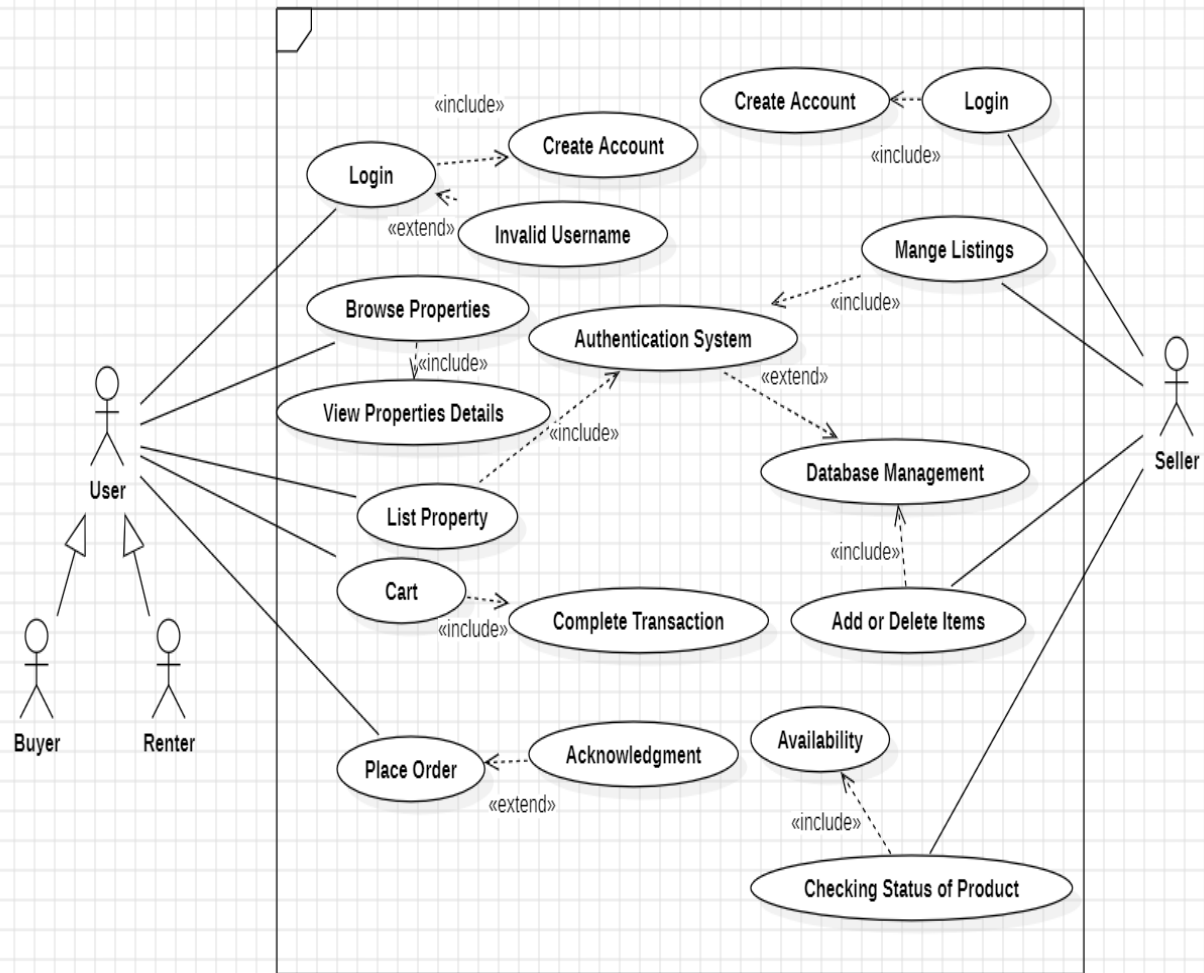 Create Account
Login
«include»
«include»
Create Account
Login
«extend»
Invalid Username
Mange Listings
«include»
Browse Properties
Authentication System
«include»
«extend»
View Properties Details
«include»
User
Seller
Database Management
List Property
«include»
Cart
Complete Transaction
«include»
Add or Delete Items
Buyer
Renter
Availability
Acknowledgment
Place Order
«extend»
«include»
Checking Status of Product